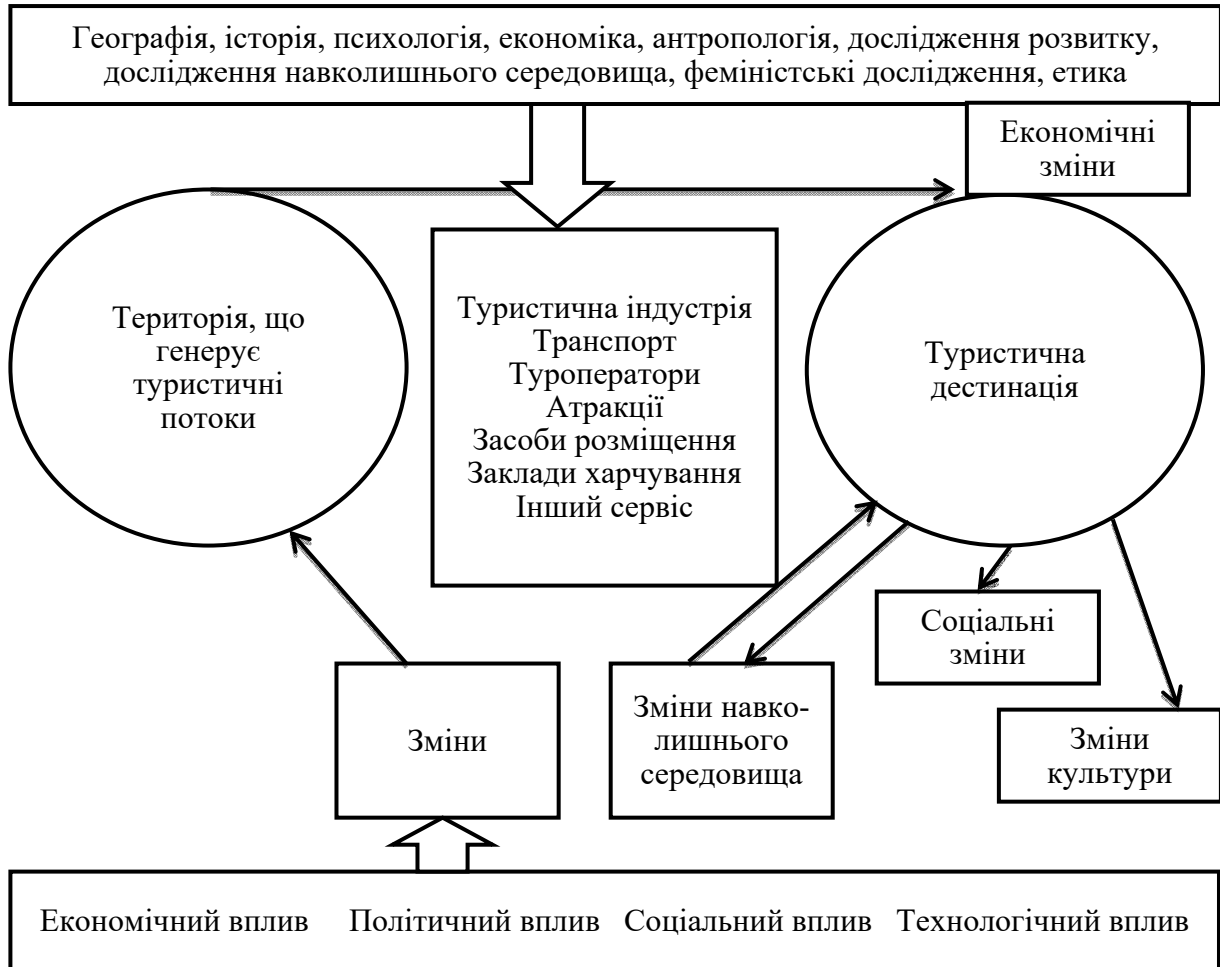 Географія, історія, психологія, економіка, антропологія, дослідження розвитку,
дослідження навколишнього середовища, феміністські дослідження, етика
Економічні
зміни
Територія, що
генерує
туристичні
потоки
Туристична індустрія
Транспорт
Туроператори
Атракції
Засоби розміщення
Заклади харчування
Інший сервіс
Туристична
дестинація
Соціальні
зміни
Зміни
Зміни навко-
лишнього
середовища
Зміни
культури
Економічний вплив Політичний вплив Соціальний вплив Технологічний вплив